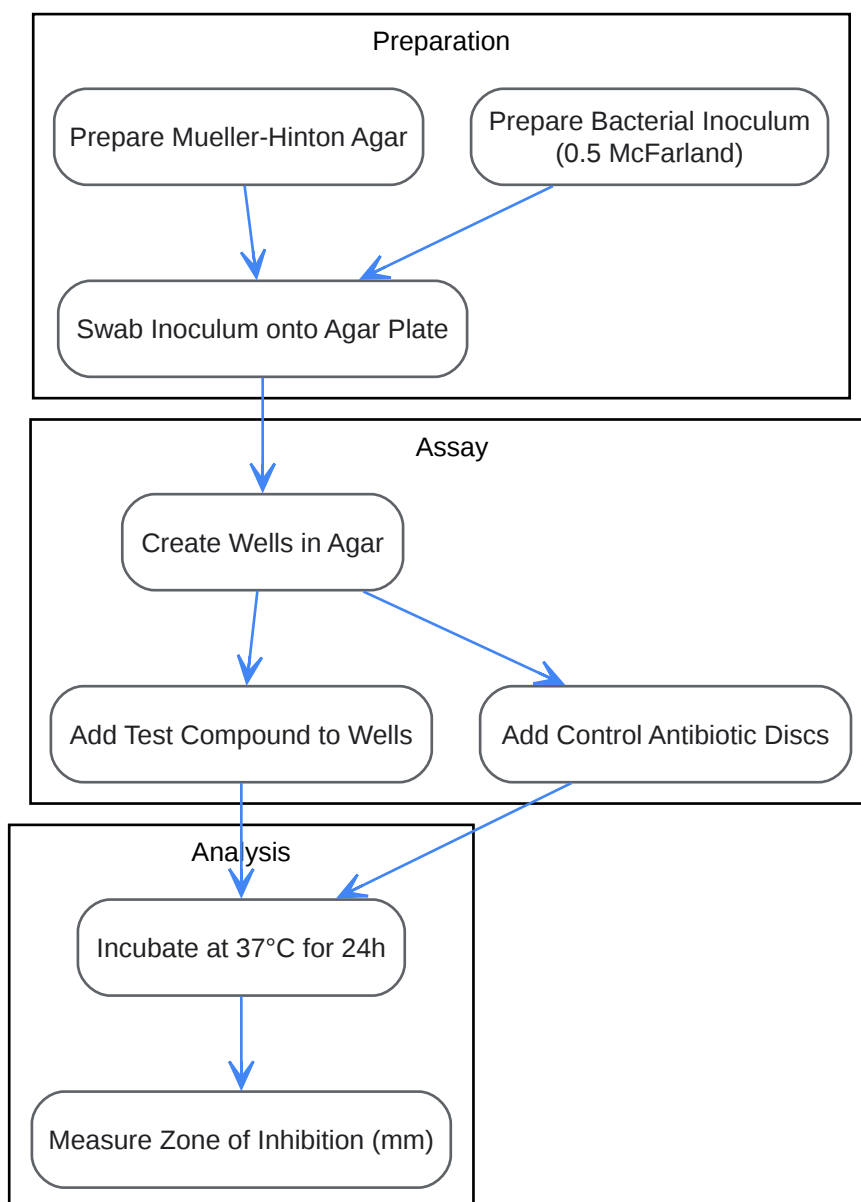 Preparation
Prepare Mueller-Hinton Agar
Prepare Bacterial Inoculum
(0.5 McFarland)
Swab Inoculum onto Agar Plate
Assay
Create Wells in Agar
Add Test Compound to Wells
Add Control Antibiotic Discs
Analysis
Incubate at 37°C for 24h
Measure Zone of Inhibition (mm)